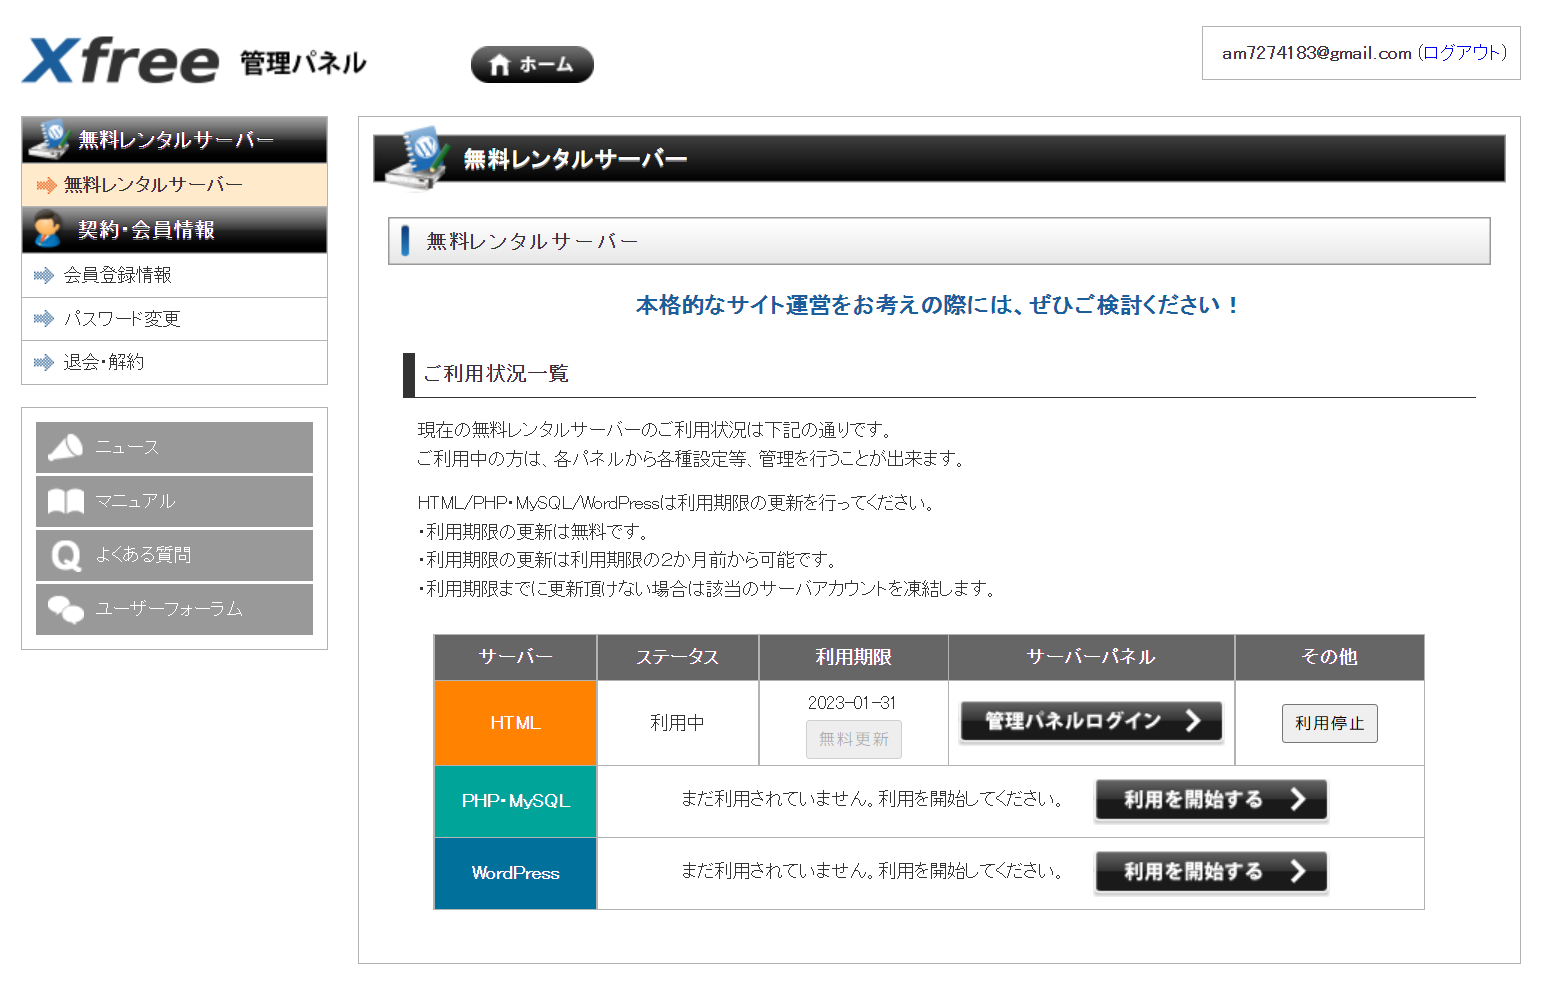 Xfree 管理パネル
ホーム
am7274183@gmail.com (ログアウト)
無料レンタルサーバー
無料レンタルサーバー
契約・会員情報
会員登録情報
パスワード変更
退会・解約
ニュース
マニュアル
よくある質問
ユーザーフォーラム
無料レンタルサーバー
無料レンタルサーバー
本格的なサイト運営をお考えの際には、ぜひご検討ください！
ご利用状況一覧
現在の無料レンタルサーバーのご利用状況は下記の通りです。
ご利用中の方は、各パネルから各種設定等、管理を行うことが出来ます。
HTML/PHP・MySQL/WordPressは利用期限の更新を行ってください。
・利用期限の更新は無料です。
・利用期限の更新は利用期限の2か月前から可能です。
・利用期限までに更新頂けない場合は該当のサーバアカウントを凍結します。
サーバー ステータス 利用期限 サーバーパネル その他
HTML 利用中 2023-01-31 無料更新 管理パネルログイン 利用停止
PHP・MySQL まだ利用されていません。利用を開始してください。 利用を開始する
WordPress まだ利用されていません。利用を開始してください。 利用を開始する